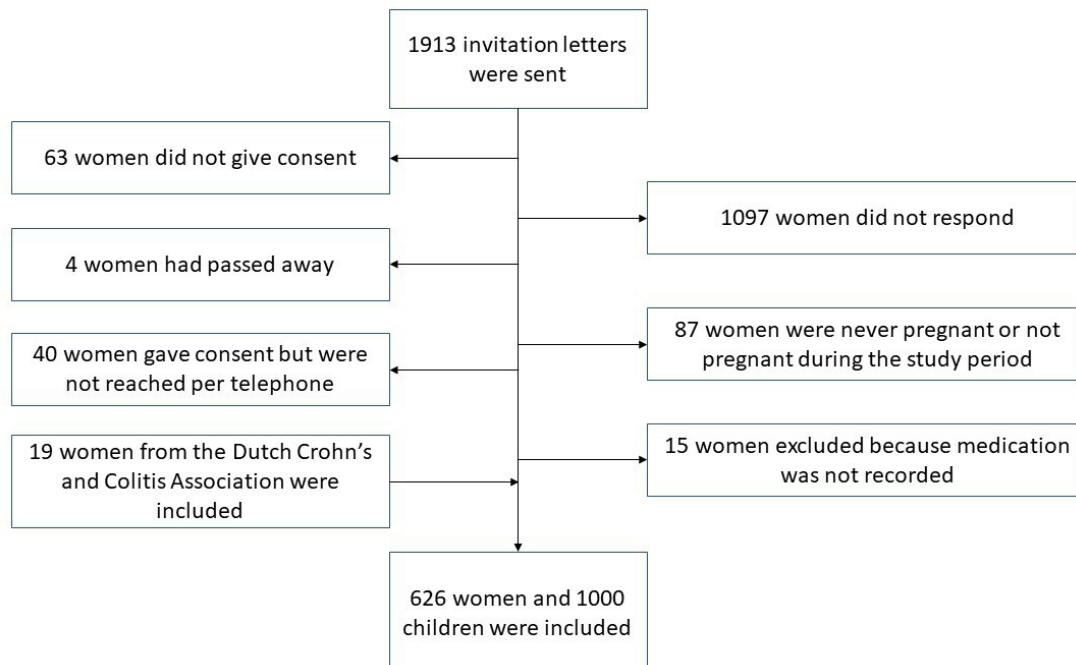 1913 invitation letters
were sent
63 women did not give consent
1097 women did not respond
4 women had passed away
87 women were never pregnant or not
pregnant during the study period
40 women gave consent but were
not reached per telephone
15 women excluded because medication
was not recorded
19 women from the Dutch Crohn’s
and Colitis Association were
included
626 women and 1000
children were included